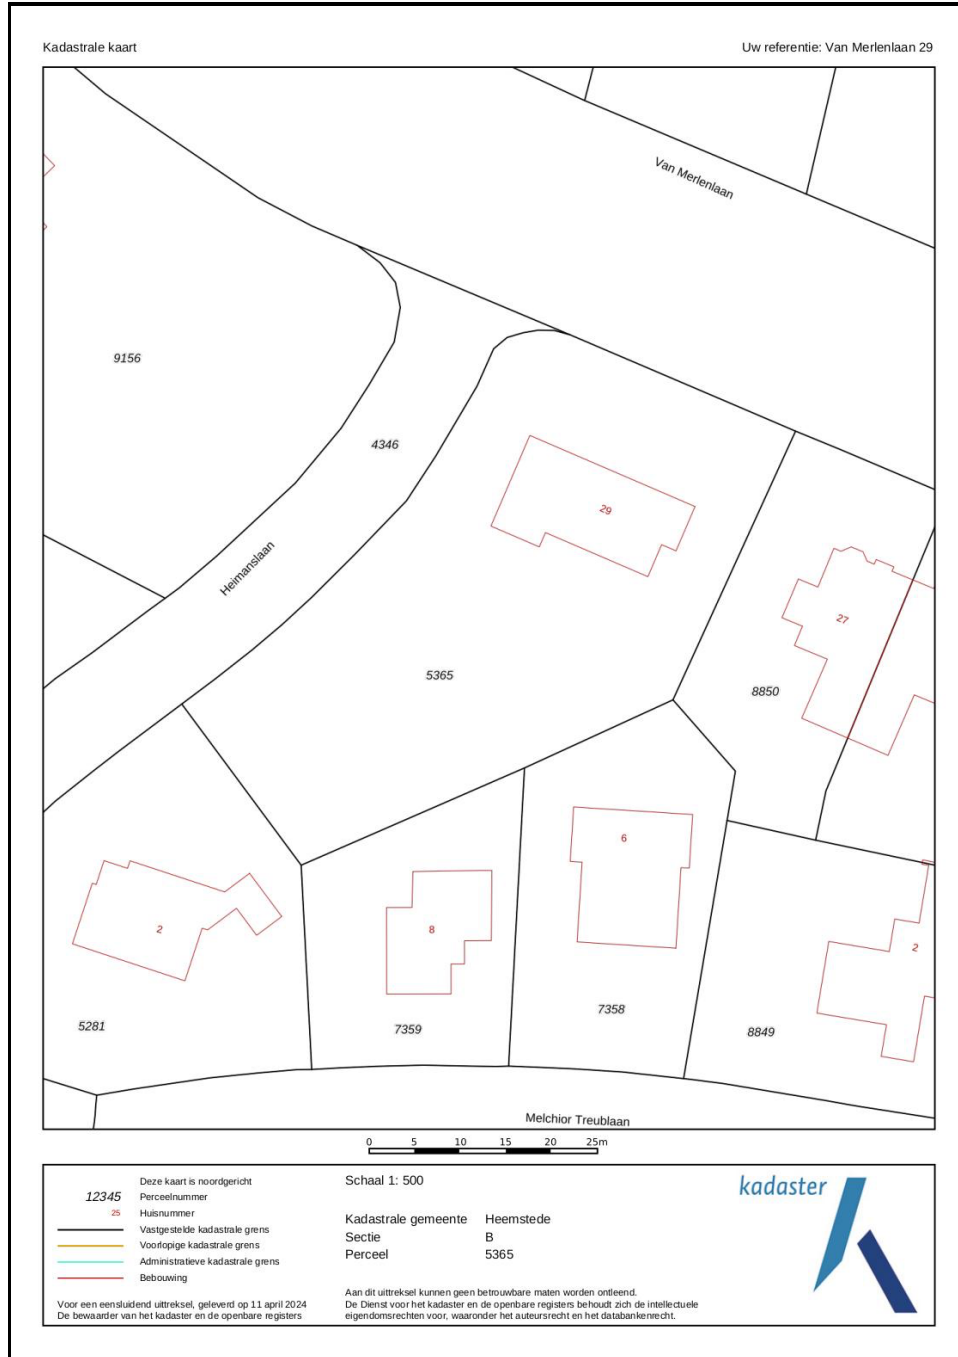 Kadastrale kaart
Uw referentie: Van Merlenlaan 29
Van Merlenlaan
9156
4346
29
Heimanslaan
27
5365
8850
6
2
8
2
5281
7359
7358
8849
Melchior Treublaan
0 5 10 15 20 25m
Deze kaart is noordgericht
12345 Perceelnummer
25 Huisnummer
Vastgestelde kadastrale grens
Voorlopige kadastrale grens
Administratieve kadastrale grens
Bebouwing
Voor een eensluidend uittreksel, geleverd op 11 april 2024
De bewaarder van het kadaster en de openbare registers
Schaal 1: 500
Kadastrale gemeente Heemstede
Sectie B
Perceel 5365
Aan dit uittreksel kunnen geen betrouwbare maten worden ontleend.
De Dienst voor het kadaster en de openbare registers behoudt zich de intellectuele
eigendomsrechten voor, waaronder het auteursrecht en het databankenrecht.
kadaster